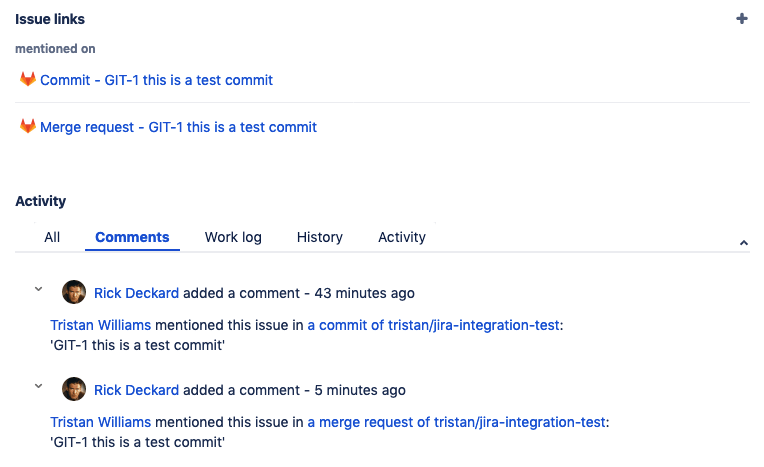 Issue links
mentioned on
Commit - GIT-1 this is a test commit
Merge request - GIT-1 this is a test commit
Activity
All Comments Work log History Activity
Rick Deckard added a comment - 43 minutes ago
Tristan Williams mentioned this issue in a commit of tristan/jira-integration-test:
'GIT-1 this is a test commit'
Rick Deckard added a comment - 5 minutes ago
Tristan Williams mentioned this issue in a merge request of tristan/jira-integration-test:
'GIT-1 this is a test commit'